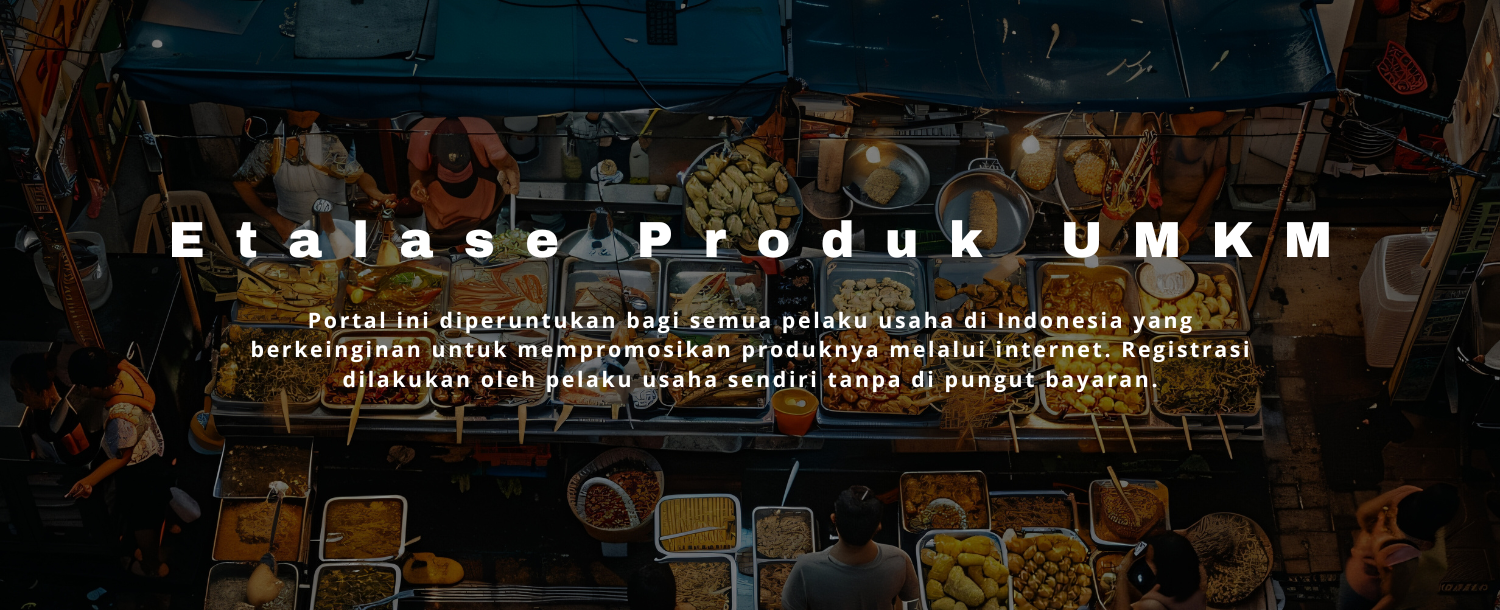 Etalase Produk UMKM
Portal ini diperuntukan bagi semua pelaku usaha di Indonesia yang
berkeinginan untuk mempromosikan produknya melalui internet. Registrasi
dilakukan oleh pelaku usaha sendiri tanpa di pungut bayaran.